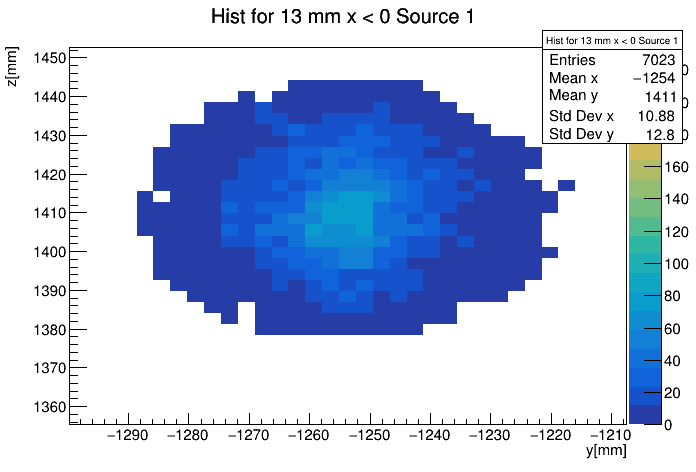 Hist for 13 mm x < 0 Source 1
z[mm]
Hist for 13 mm x < 0 Source 1
Entries 7023
Mean x −1254
Mean y 1411
Std Dev x 10.88
Std Dev y 12.8
1450
1440
1430
1420
1410
1400
1390
1380
1370
1360
160
140
120
100
80
60
40
20
0
−1290 −1280 −1270 −1260 −1250 −1240 −1230 −1220 −1210
y[mm]